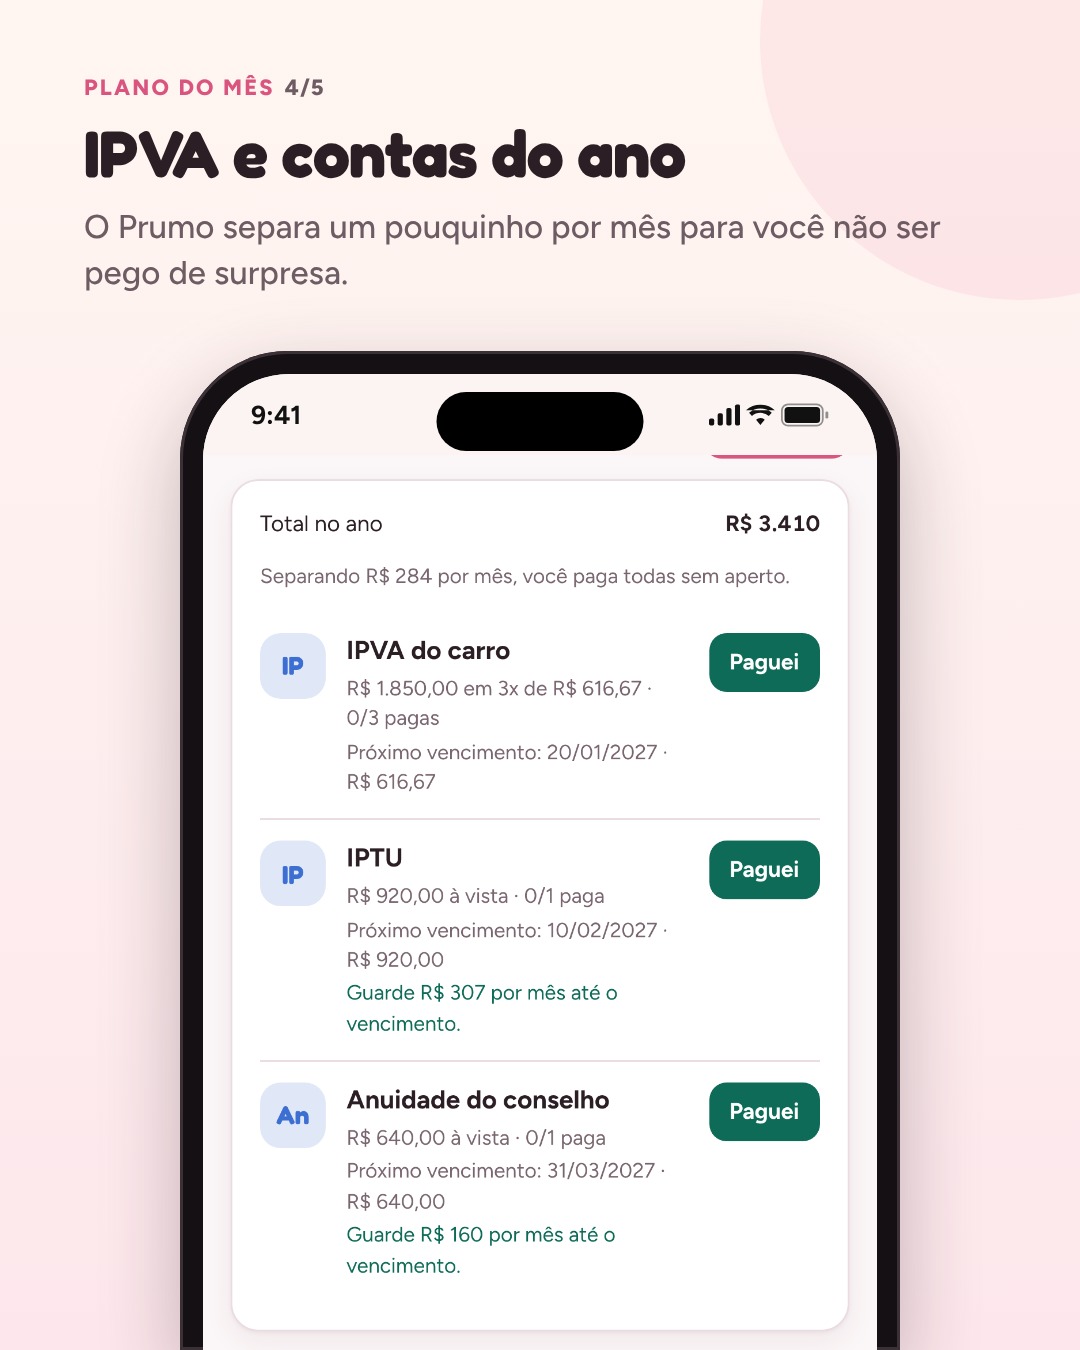 PLANO DO MÊS 4/5
IPVA e contas do ano
O Prumo separa um pouquinho por mês para você não ser
pego de surpresa.
9:41
Total no ano R$ 3.410
Separando R$ 284 por mês, você paga todas sem aperto.
IP IPVA do carro Paguei
R$ 1.850,00 em 3x de R$ 616,67 ·
0/3 pagas
Próximo vencimento: 20/01/2027 ·
R$ 616,67
IP IPTU Paguei
R$ 920,00 à vista · 0/1 paga
Próximo vencimento: 10/02/2027 ·
R$ 920,00
Guarde R$ 307 por mês até o
vencimento.
An Anuidade do conselho Paguei
R$ 640,00 à vista · 0/1 paga
Próximo vencimento: 31/03/2027 ·
R$ 640,00
Guarde R$ 160 por mês até o
vencimento.